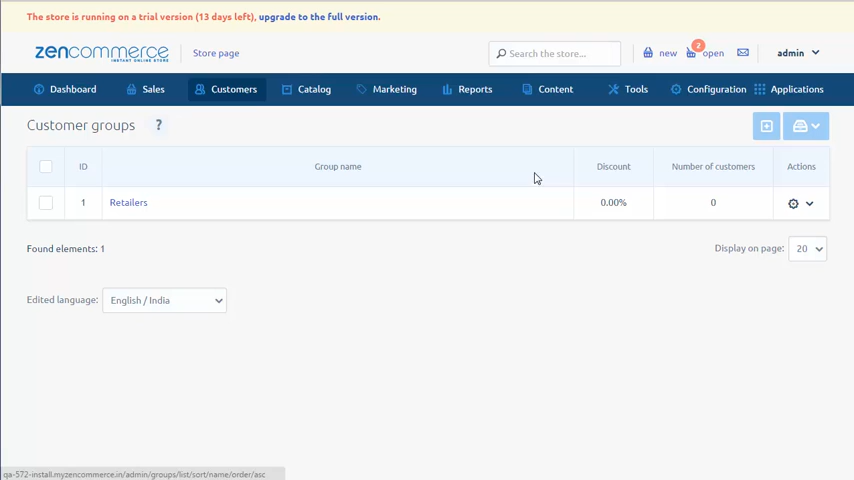 The store is running on a trial version (13 days left), upgrade to the full version.
zencommerce
INSTANT ONLINE STORE
Store page
Search the store...
new
2
open
admin
Dashboard
Sales
Customers
Catalog
Marketing
Reports
Content
Tools
Configuration
Applications
Customer groups ?
ID Group name Discount Number of customers Actions
1 Retailers 0.00% 0
Found elements: 1
Display on page: 20
Edited language: English / India
qa-572-install.myzencommerce.in/admin/groups/list/sort/name/order/asc